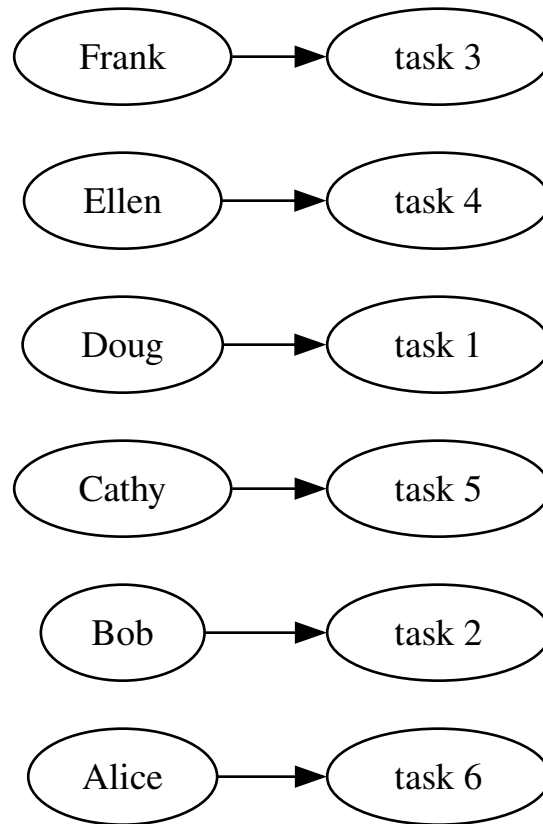 Frank task 3
Ellen task 4
Doug task 1
Cathy task 5
Bob task 2
Alice task 6